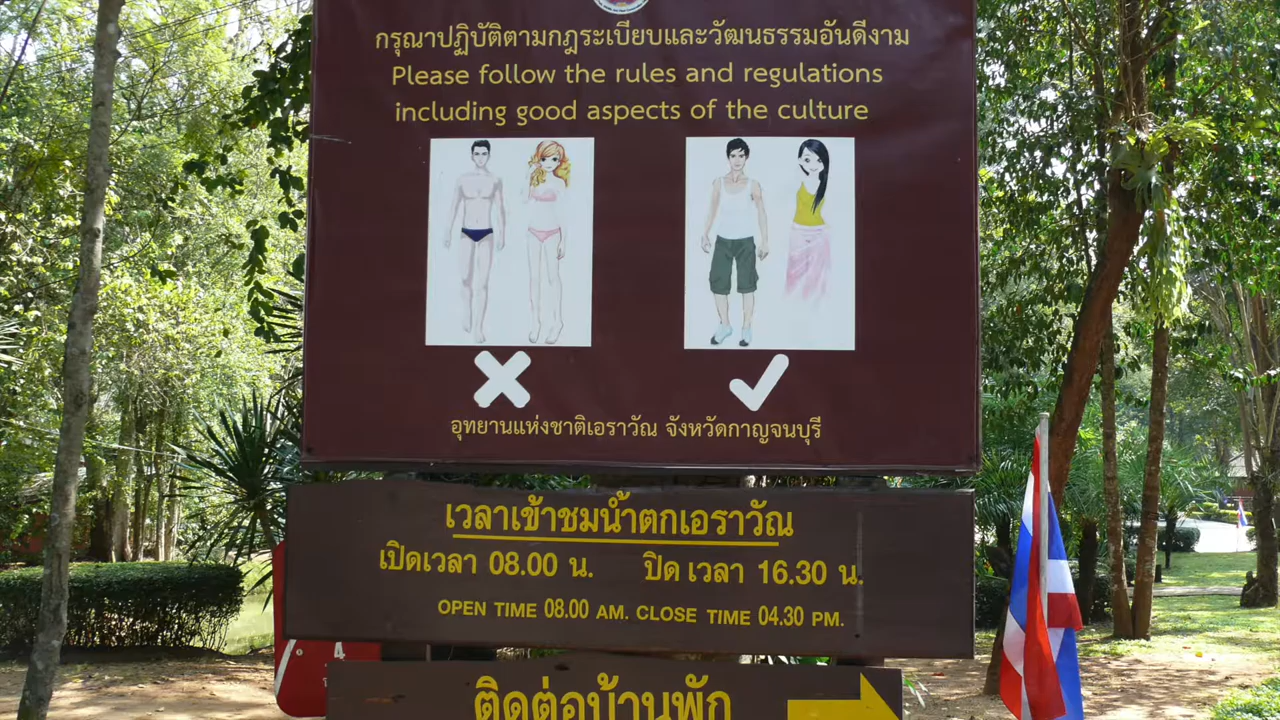 กรุณาปฏิบัติตามกฎระเบียบและวัฒนธรรมอันดีงาม
Please follow the rules and regulations
including good aspects of the culture
อุทยานแห่งชาติเอราวัณ จังหวัดกาญจนบุรี
เวลาเข้าชมน้ำตกเอราวัณ
เปิดเวลา 08.00 น. ปิด เวลา 16.30 น.
OPEN TIME 08.00 AM. CLOSE TIME 04.30 PM.
4
ติดต่อบ้านพัก